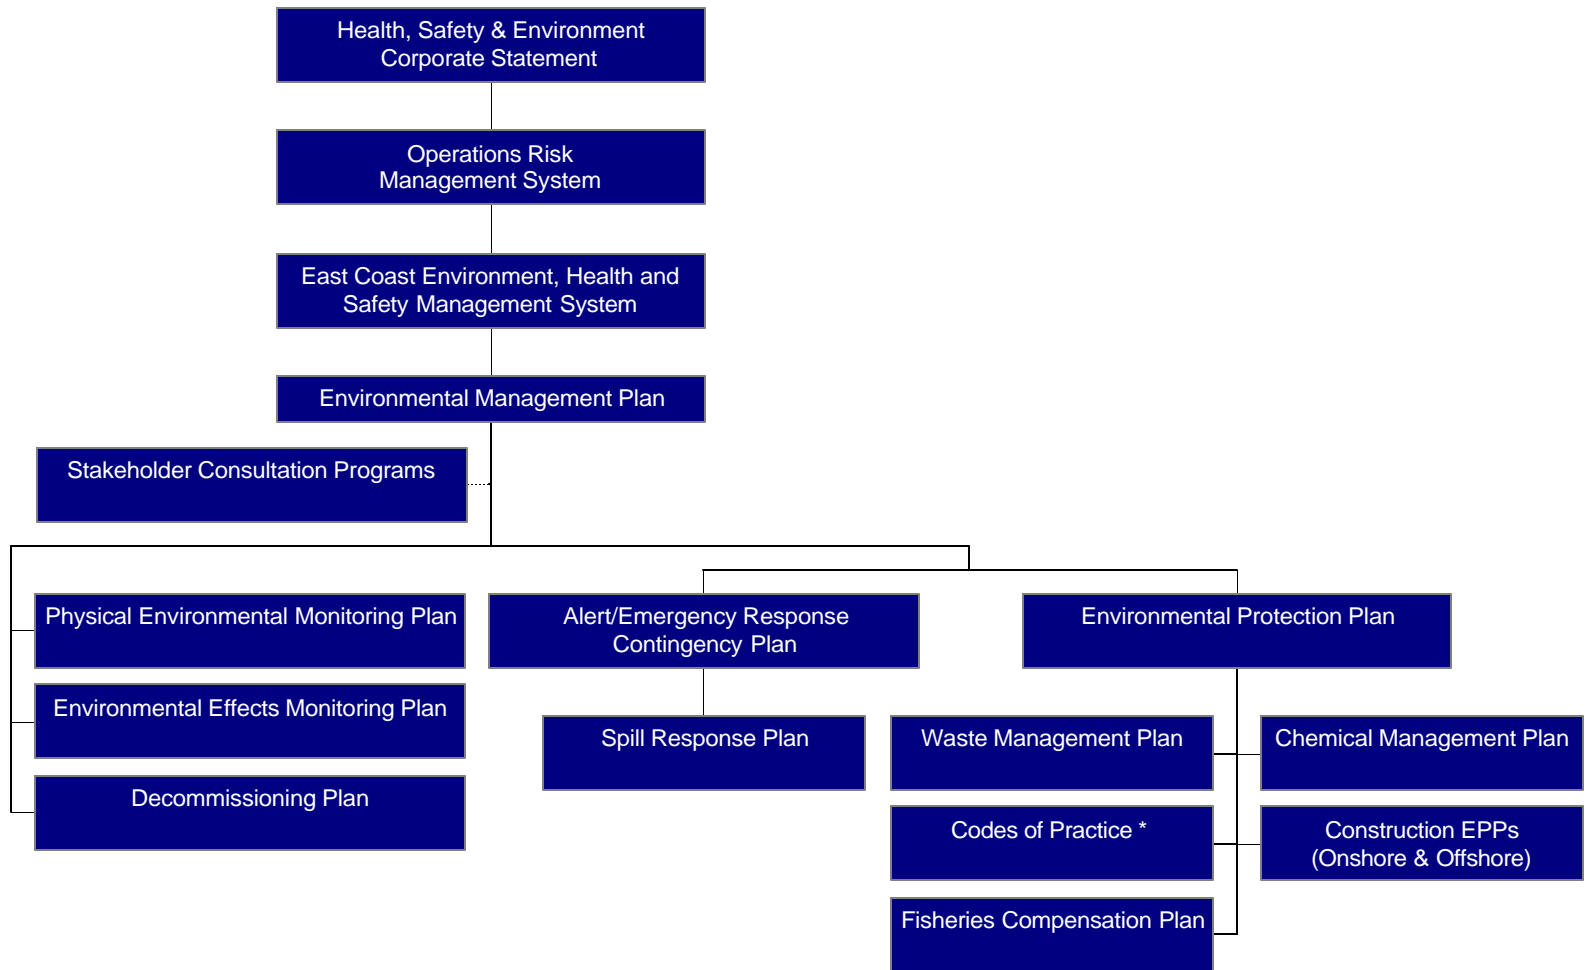 Health, Safety & Environment
Corporate Statement
Operations Risk
Management System
East Coast Environment, Health and
Safety Management System
Environmental Management Plan
Stakeholder Consultation Programs
Physical Environmental Monitoring Plan
Environmental Effects Monitoring Plan
Decommissioning Plan
Alert/Emergency Response
Contingency Plan
Spill Response Plan
Environmental Protection Plan
Waste Management Plan
Chemical Management Plan
Codes of Practice *
Construction EPPs
(Onshore & Offshore)
Fisheries Compensation Plan